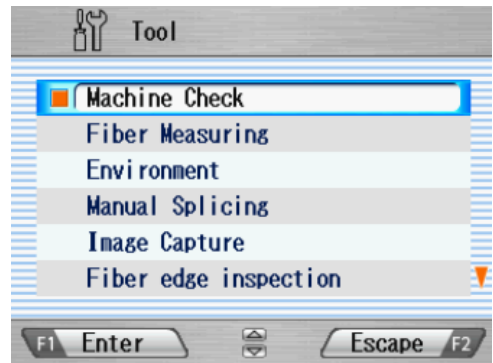 Tool
Machine Check
Fiber Measuring
Environment
Manual Splicing
Image Capture
Fiber edge inspection
F1 Enter Escape F2